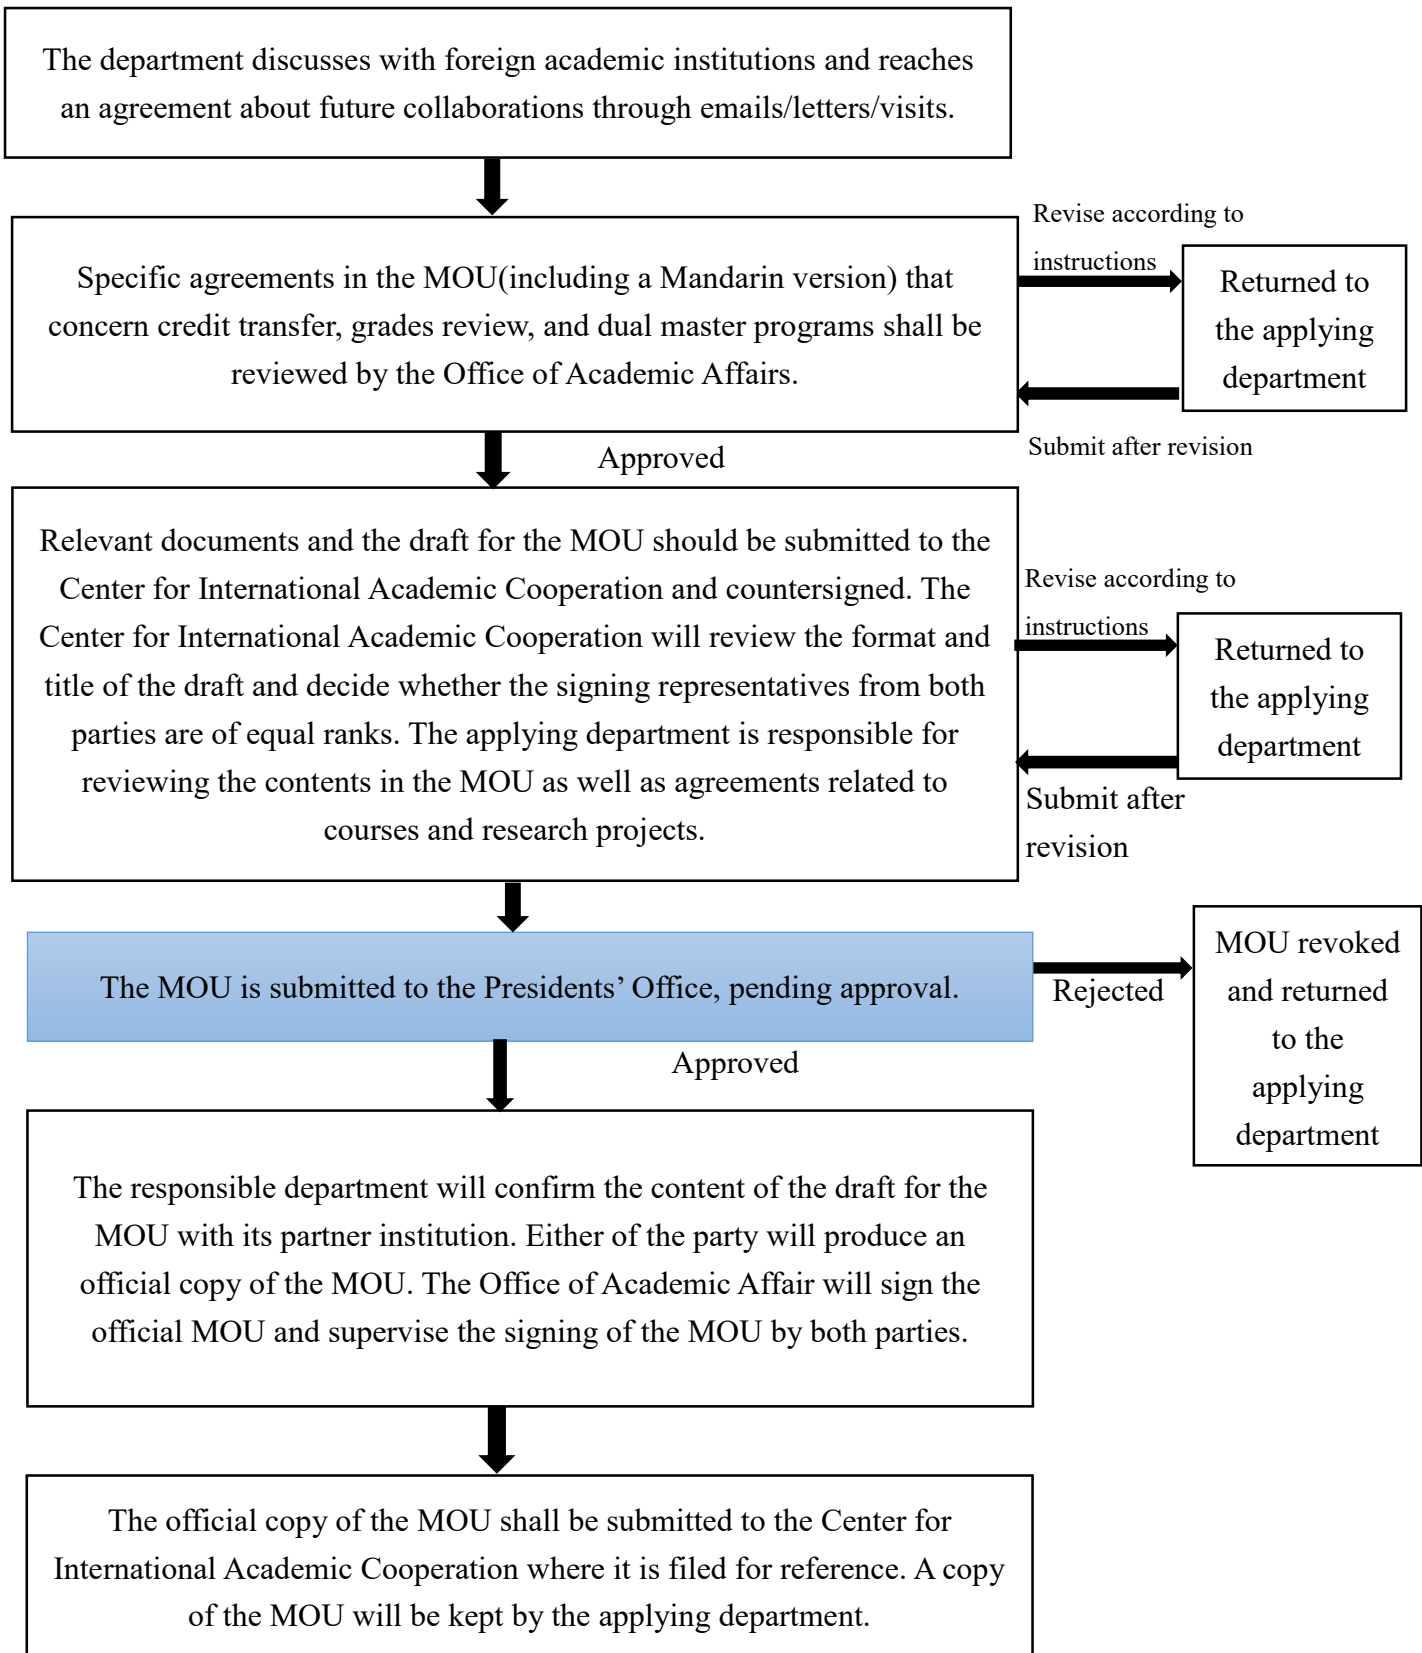 The department discusses with foreign academic institutions and reaches
an agreement about future collaborations through emails/letters/visits.
Revise according to
instructions
Specific agreements in the MOU(including a Mandarin version) that
concern credit transfer, grades review, and dual master programs shall be
reviewed by the Office of Academic Affairs.
Returned to
the applying
department
Submit after revision
Approved
Relevant documents and the draft for the MOU should be submitted to the
Center for International Academic Cooperation and countersigned. The
Center for International Academic Cooperation will review the format and
title of the draft and decide whether the signing representatives from both
parties are of equal ranks. The applying department is responsible for
reviewing the contents in the MOU as well as agreements related to
courses and research projects.
Revise according to
instructions
Returned to
the applying
department
Submit after
revision
The MOU is submitted to the Presidents’ Office, pending approval.
Rejected
MOU revoked
and returned
to the
applying
department
Approved
The responsible department will confirm the content of the draft for the
MOU with its partner institution. Either of the party will produce an
official copy of the MOU. The Office of Academic Affair will sign the
official MOU and supervise the signing of the MOU by both parties.
The official copy of the MOU shall be submitted to the Center for
International Academic Cooperation where it is filed for reference. A copy
of the MOU will be kept by the applying department.